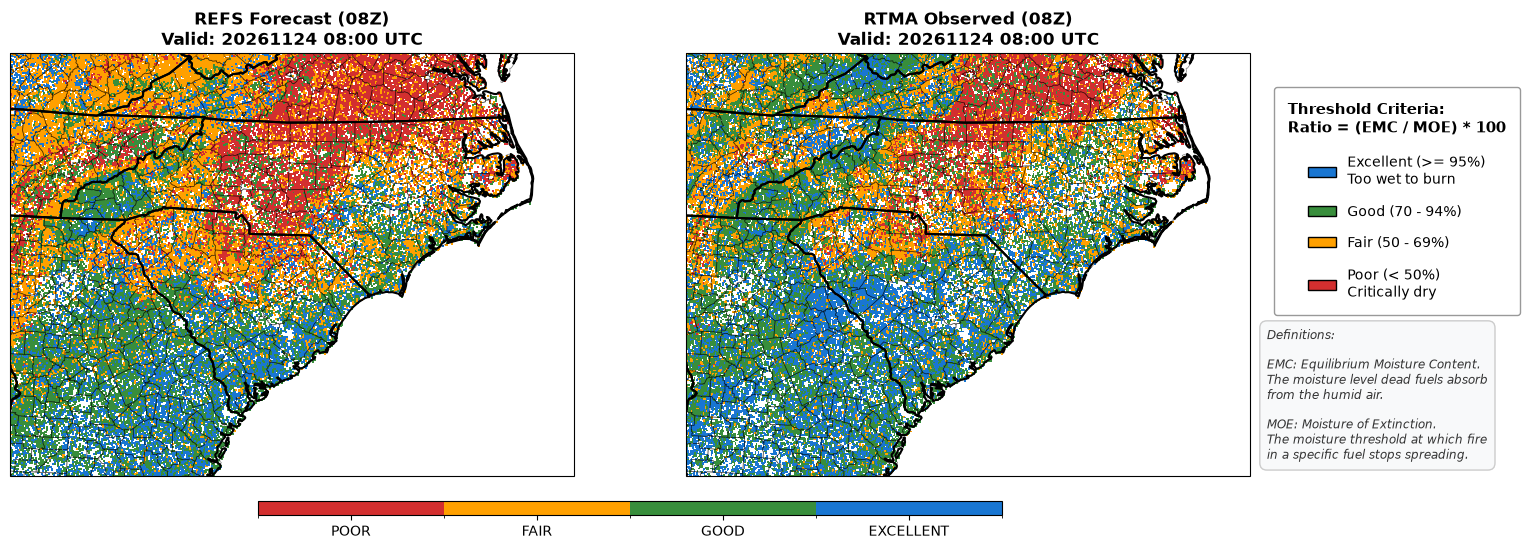 REFS Forecast (08Z)
Valid: 20261124 08:00 UTC
RTMA Observed (08Z)
Valid: 20261124 08:00 UTC
Threshold Criteria:
Ratio = (EMC / MOE) * 100
Excellent (>= 95%)
Too wet to burn
Good (70 - 94%)
Fair (50 - 69%)
Poor (< 50%)
Critically dry
Definitions:
EMC: Equilibrium Moisture Content.
The moisture level dead fuels absorb
from the humid air.
MOE: Moisture of Extinction.
The moisture threshold at which fire
in a specific fuel stops spreading.
POOR FAIR GOOD EXCELLENT